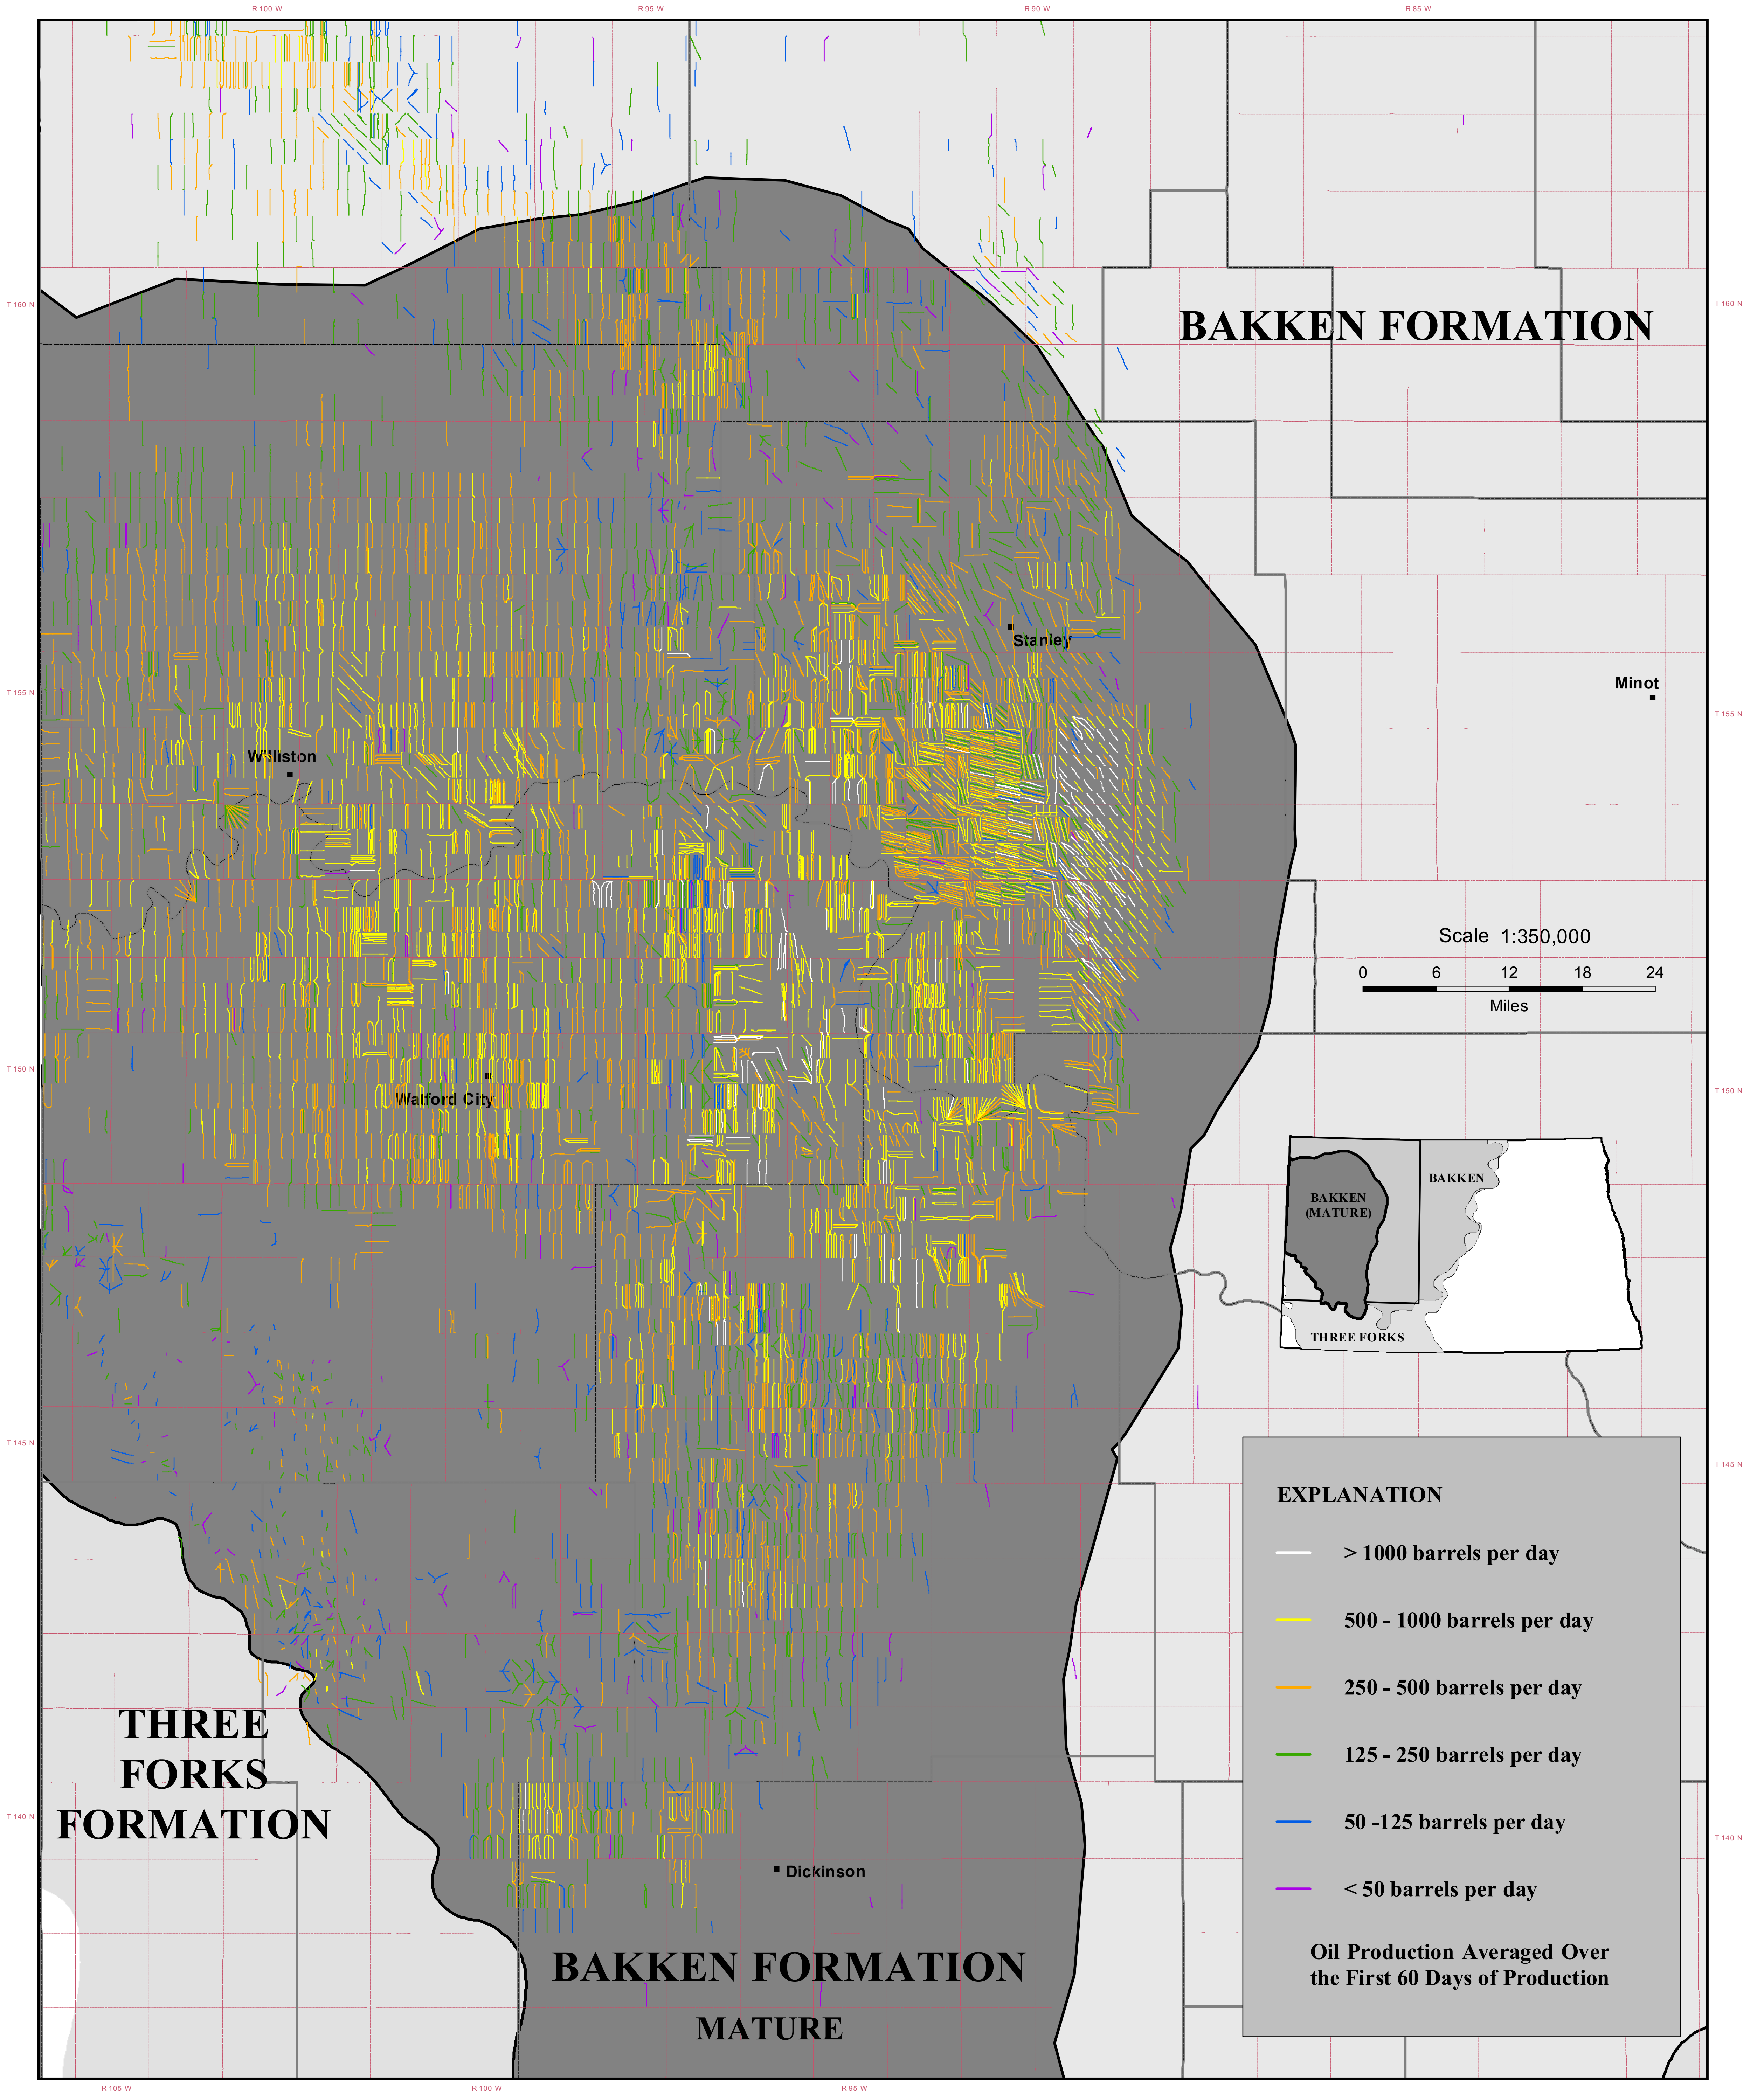 R 100 W
R 95 W
R 90 W
R 85 W
T 160 N
T 160 N
BAKKEN FORMATION
Stanley
Minot
T 155 N
T 155 N
Williston
Scale 1:350,000
0 6 12 18 24
Miles
T 150 N
T 150 N
Watford City
BAKKEN
BAKKEN
(MATURE)
THREE FORKS
T 145 N
T 145 N
EXPLANATION
> 1000 barrels per day
500 - 1000 barrels per day
250 - 500 barrels per day
125 - 250 barrels per day
50 -125 barrels per day
< 50 barrels per day
Oil Production Averaged Over
the First 60 Days of Production
THREE
FORKS
FORMATION
T 140 N
T 140 N
Dickinson
BAKKEN FORMATION
MATURE
R 105 W
R 100 W
R 95 W